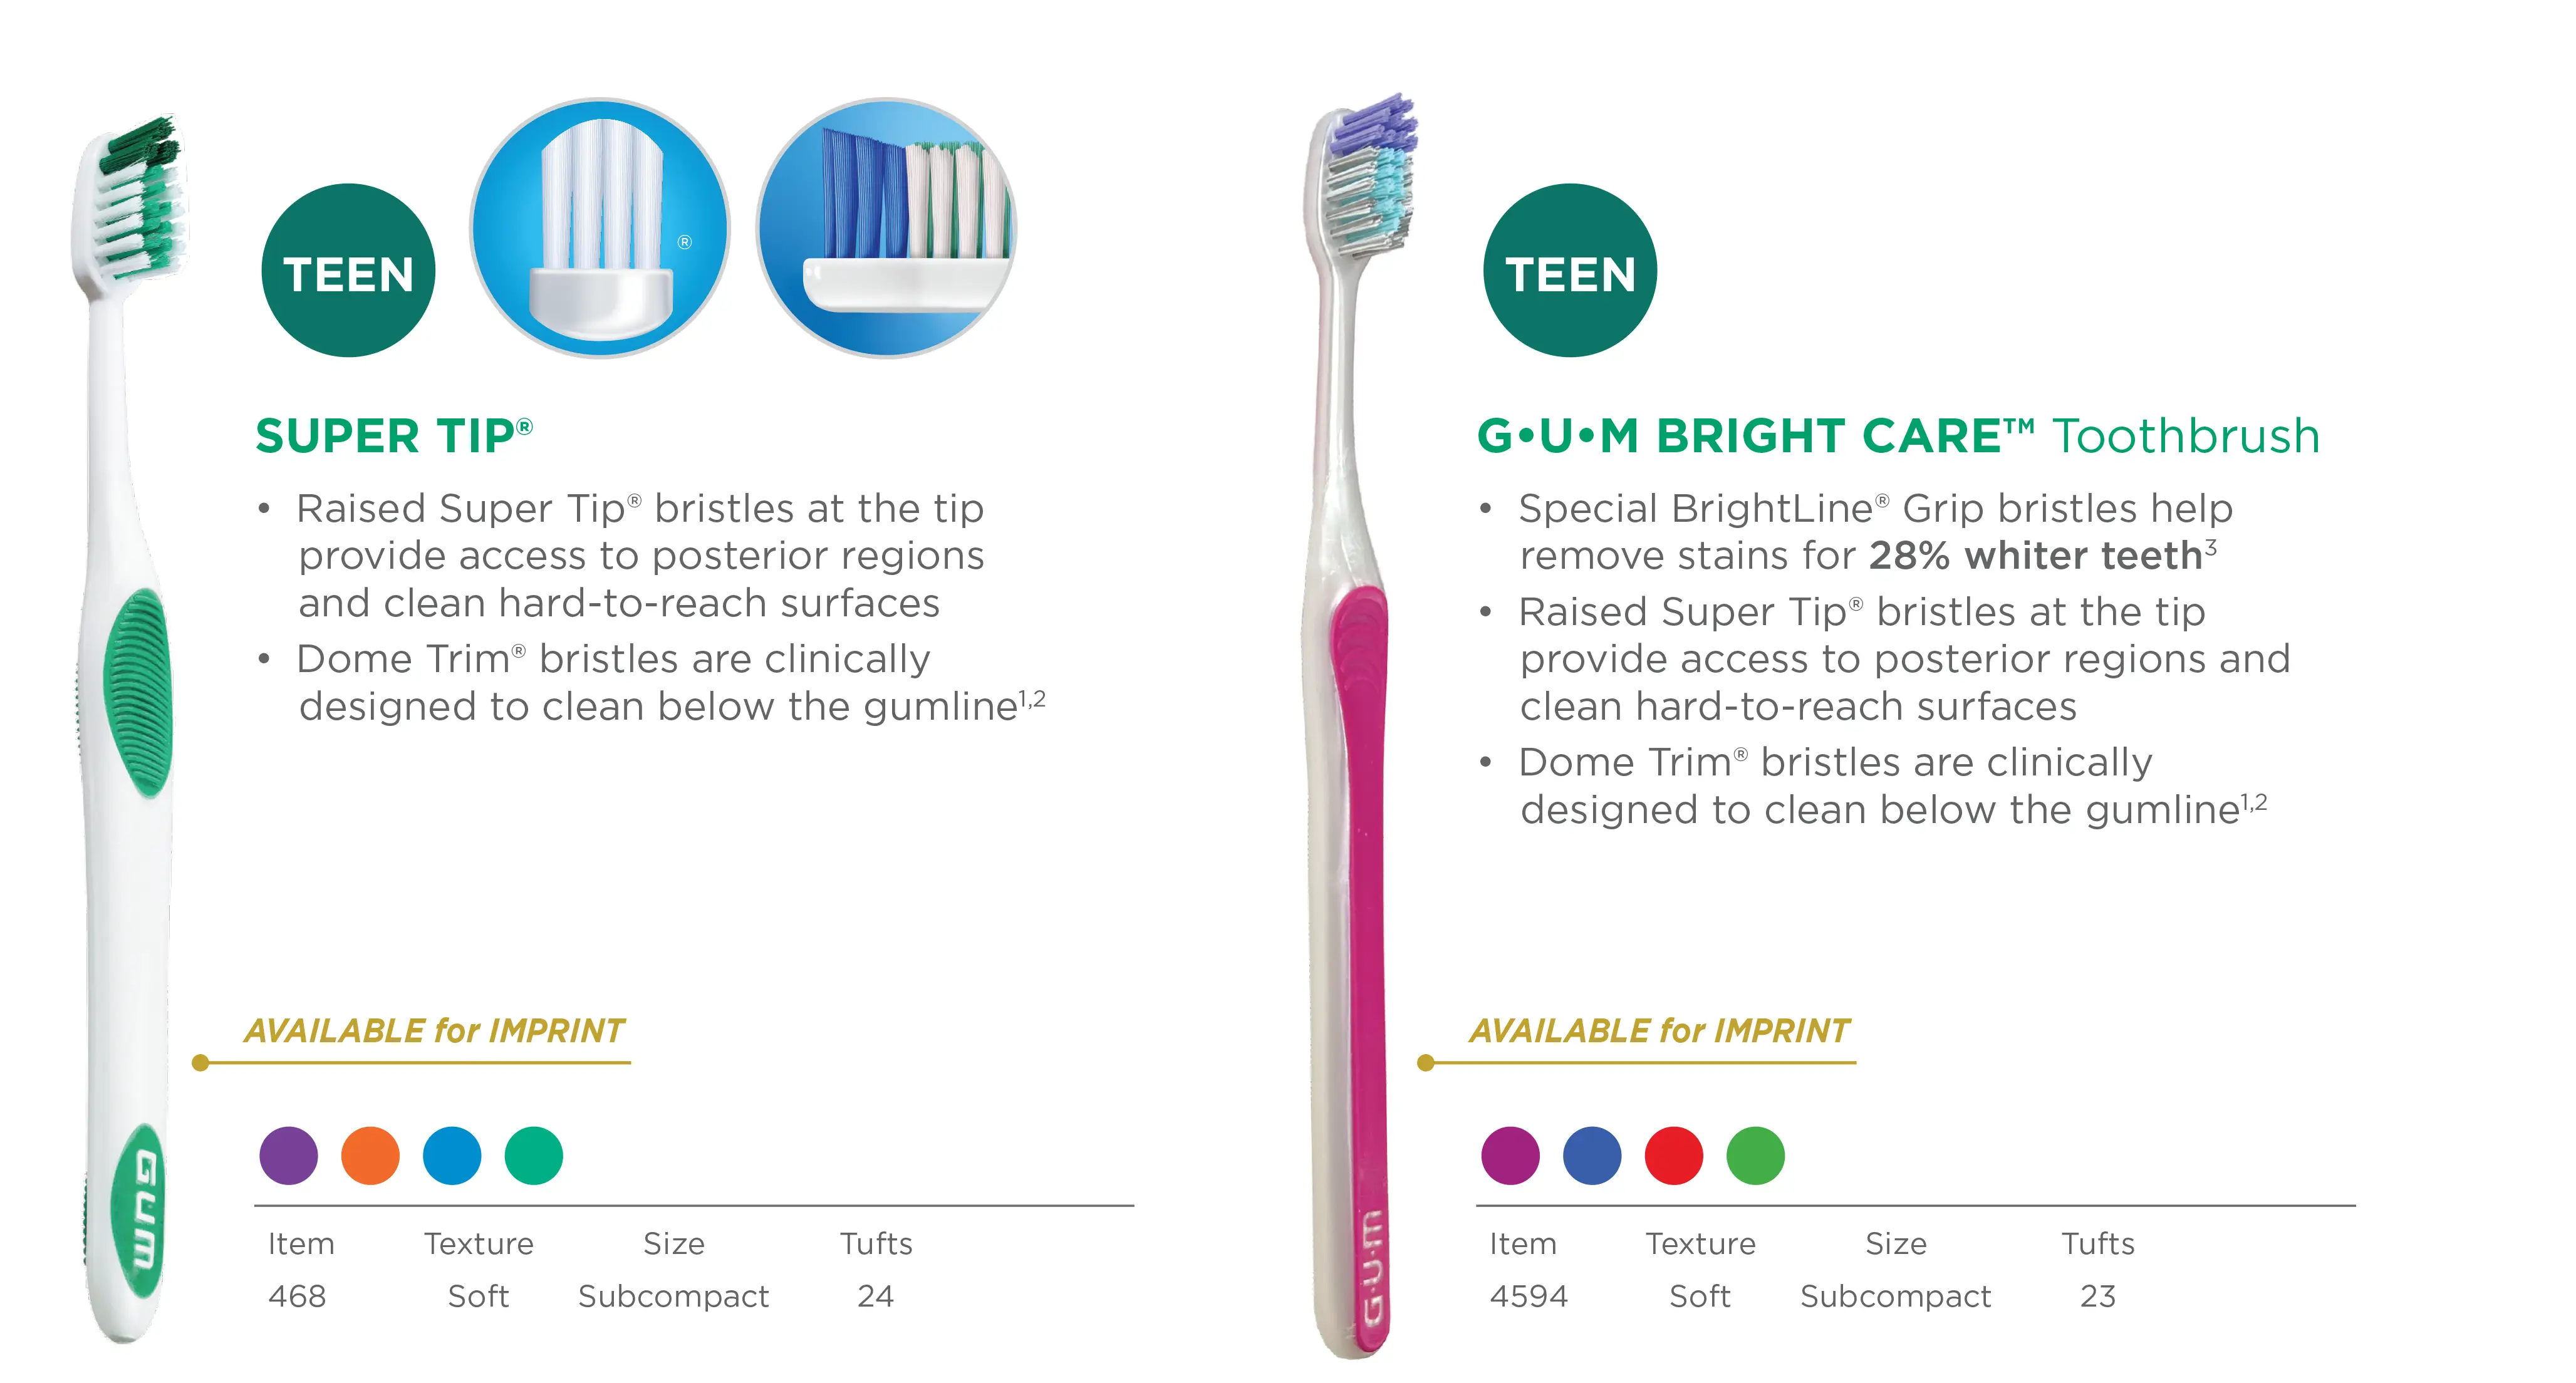 TEEN
®
SUPER TIP®
• Raised Super Tip® bristles at the tip
provide access to posterior regions
and clean hard-to-reach surfaces
• Dome Trim® bristles are clinically
designed to clean below the gumline1,2
AVAILABLE for IMPRINT
Item Texture Size Tufts
468 Soft Subcompact 24
GUM
TEEN
G•U•M BRIGHT CARE™ Toothbrush
• Special BrightLine® Grip bristles help
remove stains for 28% whiter teeth3
• Raised Super Tip® bristles at the tip
provide access to posterior regions and
clean hard-to-reach surfaces
• Dome Trim® bristles are clinically
designed to clean below the gumline1,2
AVAILABLE for IMPRINT
Item Texture Size Tufts
4594 Soft Subcompact 23
G·U·M